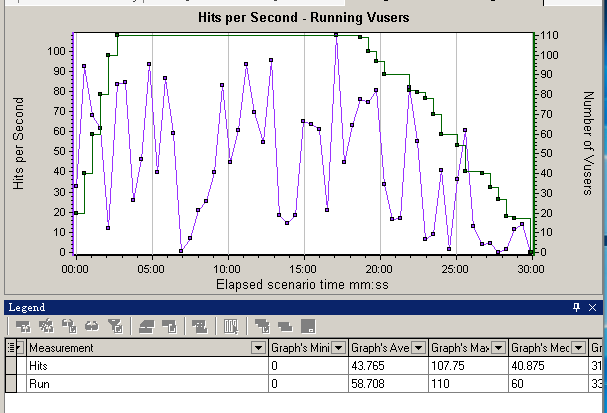 Hits per Second - Running Vusers
Hits per Second
100
90
80
70
60
50
40
30
20
10
0
110
100
90
80
70
60
50
40
30
20
10
0
Number of Vusers
00:00 05:00 10:00 15:00 20:00 25:00 30:00
Elapsed scenario time mm:ss
Legend
Measurement Graph's Mini Graph's Ave Graph's Max Graph's Mec Gr
Hits 0 43.765 107.75 40.875 31
Run 0 58.708 110 60 33